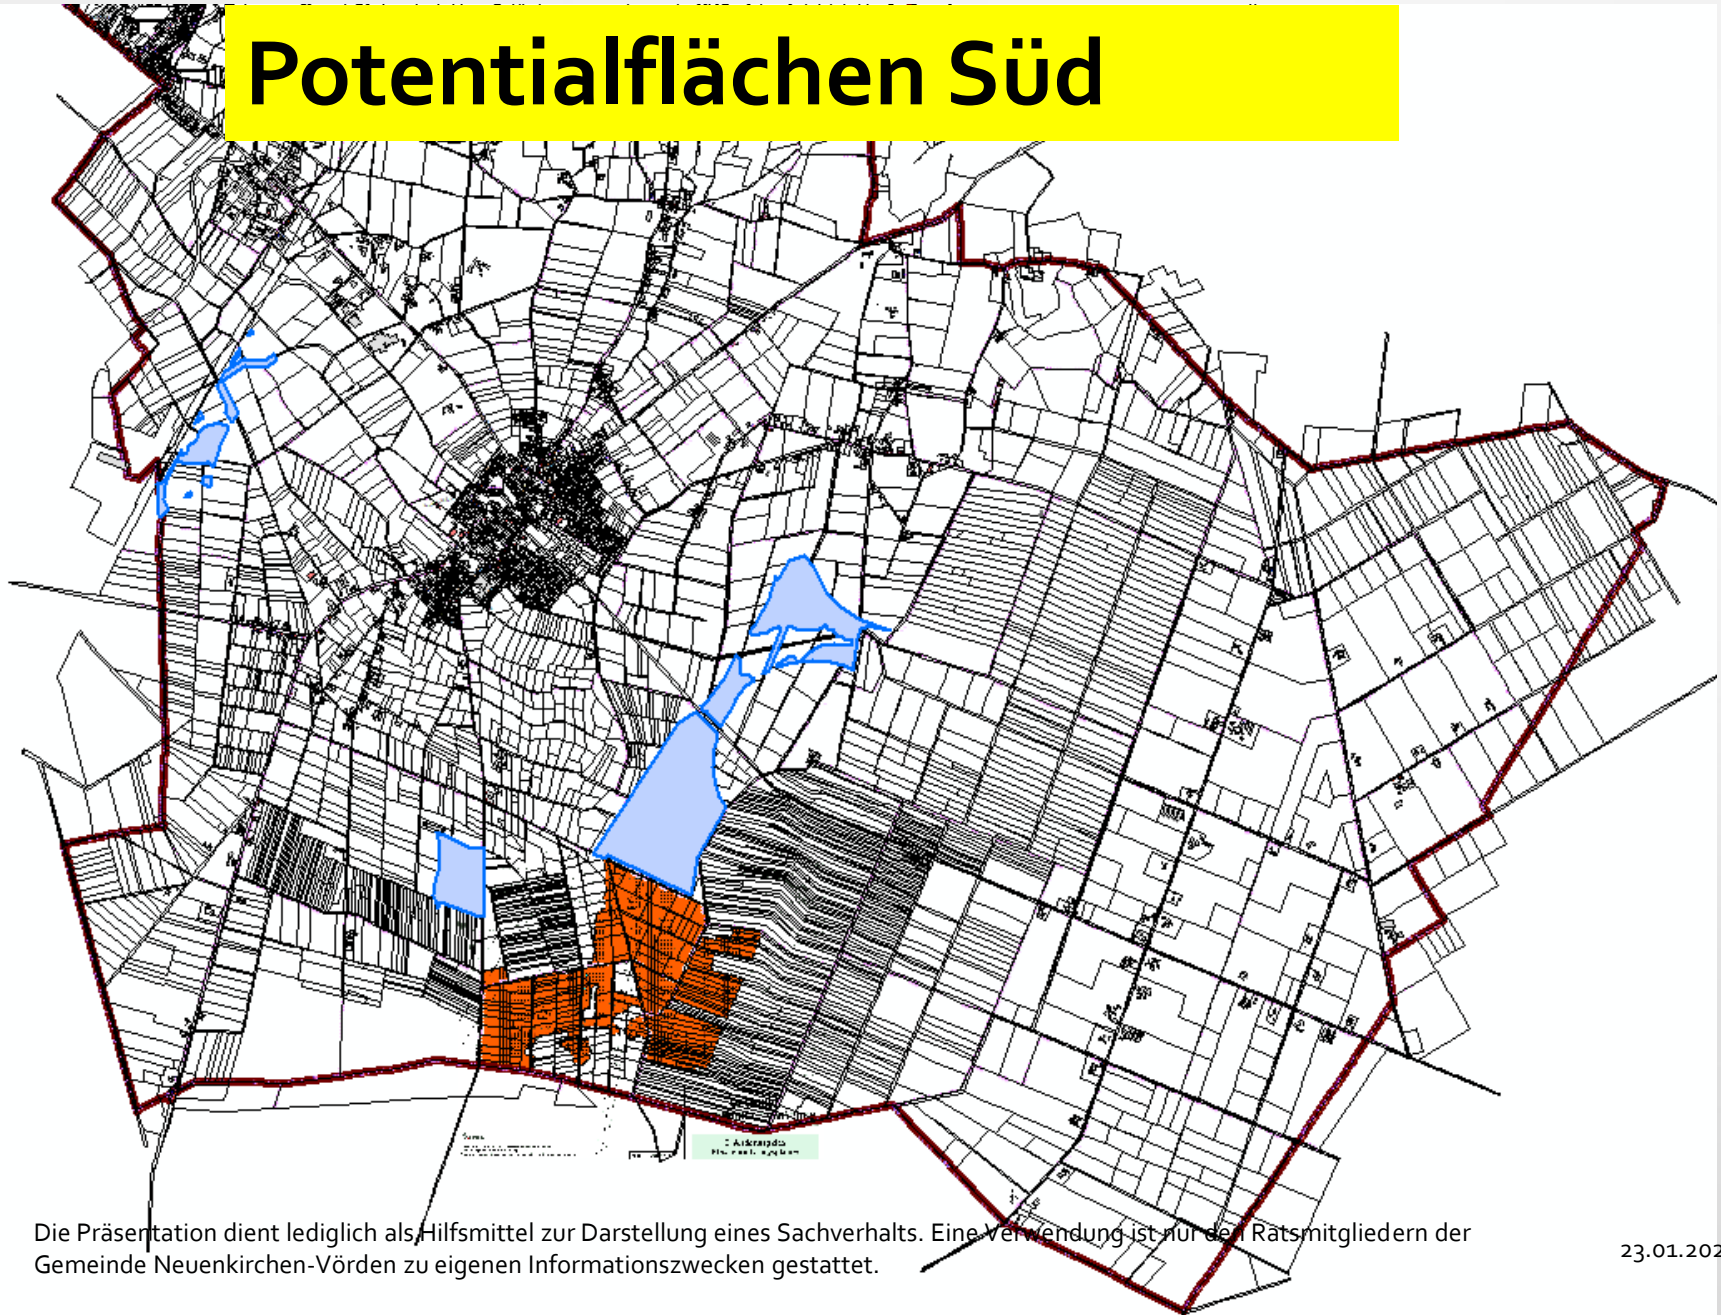 Potentialflächen Süd
Die Präsentation dient lediglich als Hilfsmittel zur Darstellung eines Sachverhalts. Eine Verwendung ist nur den Ratsmitgliedern der
Gemeinde Neuenkirchen-Vörden zu eigenen Informationszwecken gestattet.
23.01.202